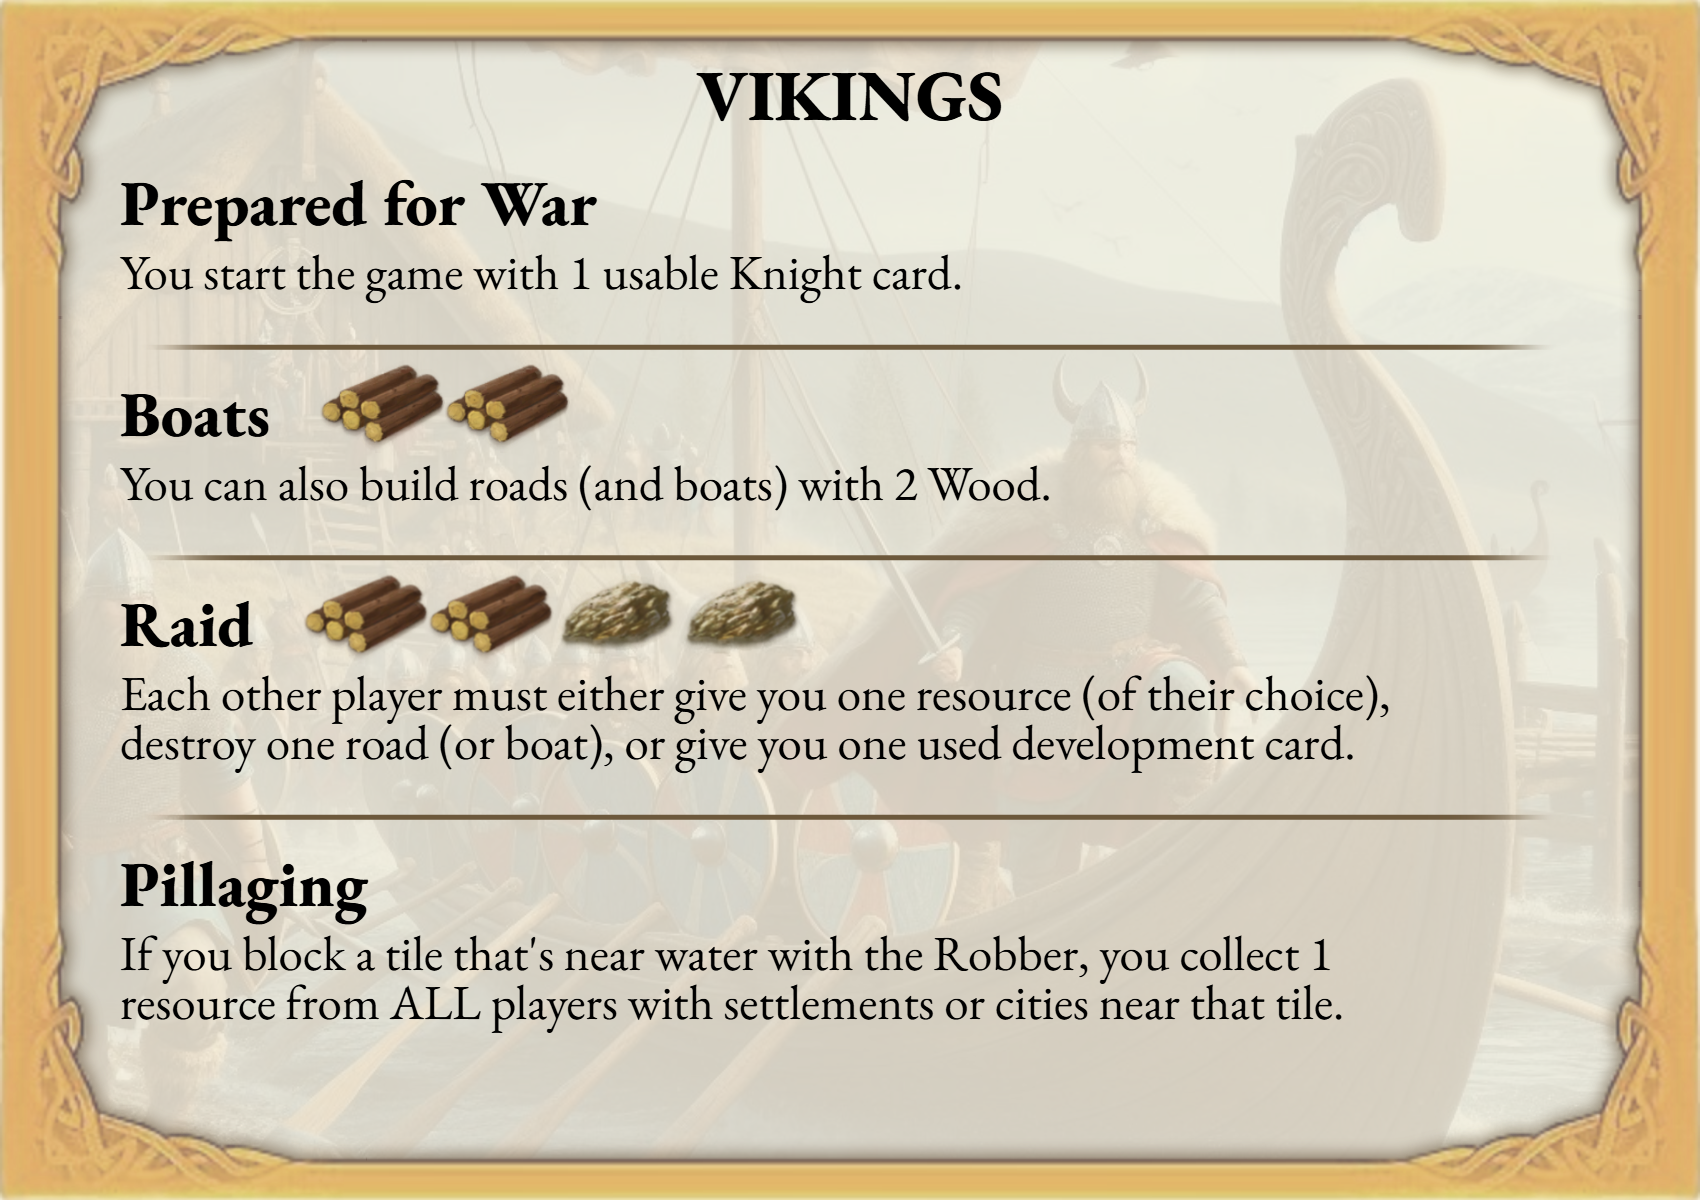 VIKINGS
Prepared for War
You start the game with 1 usable Knight card.
Boats
You can also build roads (and boats) with 2 Wood.
Raid
Each other player must either give you one resource (of their choice),
destroy one road (or boat), or give you one used development card.
Pillaging
If you block a tile that's near water with the Robber, you collect 1
resource from ALL players with settlements or cities near that tile.